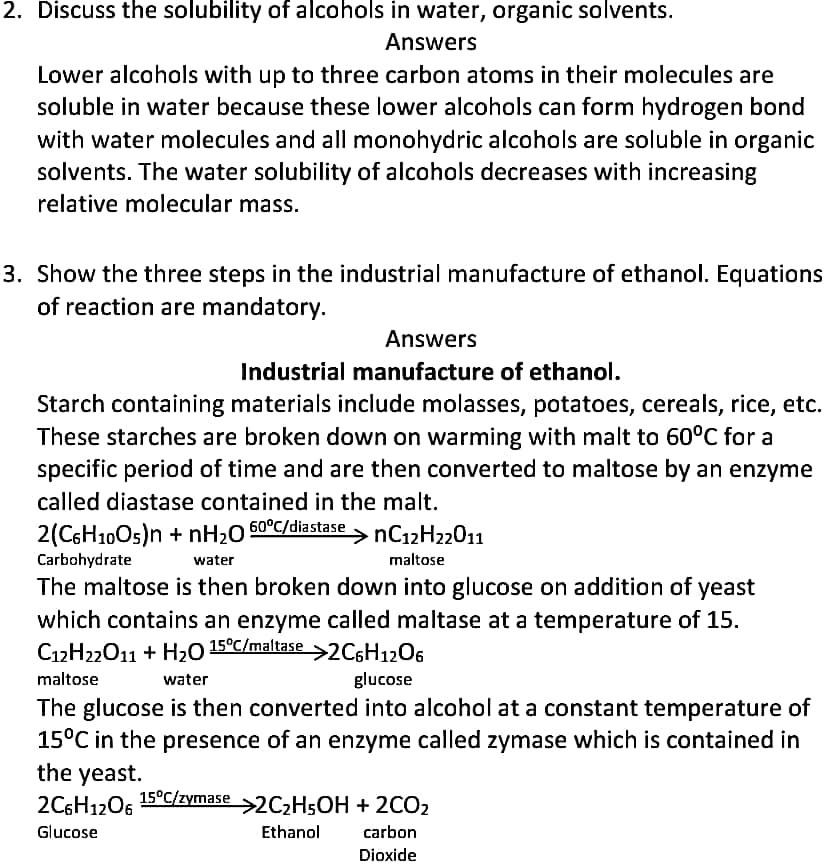 2. Discuss the solubility of alcohols in water, organic solvents.
Answers
Lower alcohols with up to three carbon atoms in their molecules are
soluble in water because these lower alcohols can form hydrogen bond
with water molecules and all monohydric alcohols are soluble in organic
solvents. The water solubility of alcohols decreases with increasing
relative molecular mass.
3. Show the three steps in the industrial manufacture of ethanol. Equations
of reaction are mandatory.
Answers
Industrial manufacture of ethanol.
Starch containing materials include molasses, potatoes, cereals, rice, etc.
These starches are broken down on warming with malt to 60⁰C for a
specific period of time and are then converted to maltose by an enzyme
called diastase contained in the malt.
2(C₆H₁₀O₅)n + nH₂O 60⁰C/diastase → nC₁₂H₂₂O₁₁
Carbohydrate water maltose
The maltose is then broken down into glucose on addition of yeast
which contains an enzyme called maltase at a temperature of 15.
C₁₂H₂₂O₁₁ + H₂O 15⁰C/maltase →2C₆H₁₂O₆
maltose water glucose
The glucose is then converted into alcohol at a constant temperature of
15⁰C in the presence of an enzyme called zymase which is contained in
the yeast.
2C₆H₁₂O₆ 15⁰C/zymase →2C₂H₅OH + 2CO₂
Glucose Ethanol carbon
Dioxide